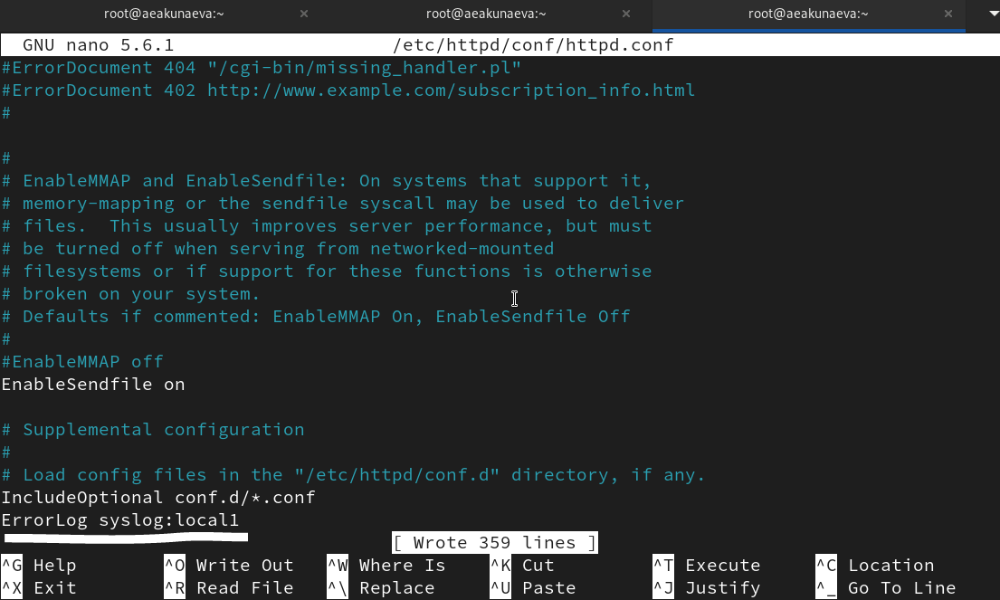 root@aeakunaeva:~ × root@aeakunaeva:~ × root@aeakunaeva:~ ×
GNU nano 5.6.1 /etc/httpd/conf/httpd.conf
#ErrorDocument 404 "/cgi-bin/missing_handler.pl"
#ErrorDocument 402 http://www.example.com/subscription_info.html
#
#
# EnableMMAP and EnableSendfile: On systems that support it,
# memory-mapping or the sendfile syscall may be used to deliver
# files.  This usually improves server performance, but must
# be turned off when serving from networked-mounted
# filesystems or if support for these functions is otherwise
# broken on your system.
# Defaults if commented: EnableMMAP On, EnableSendfile Off
#
#EnableMMAP off
EnableSendfile on
# Supplemental configuration
#
# Load config files in the "/etc/httpd/conf.d" directory, if any.
IncludeOptional conf.d/*.conf
ErrorLog syslog:local1
[ Wrote 359 lines ]
^G Help ^O Write Out ^W Where Is ^K Cut ^T Execute ^C Location
^X Exit ^R Read File ^\ Replace ^U Paste ^J Justify ^_ Go To Line